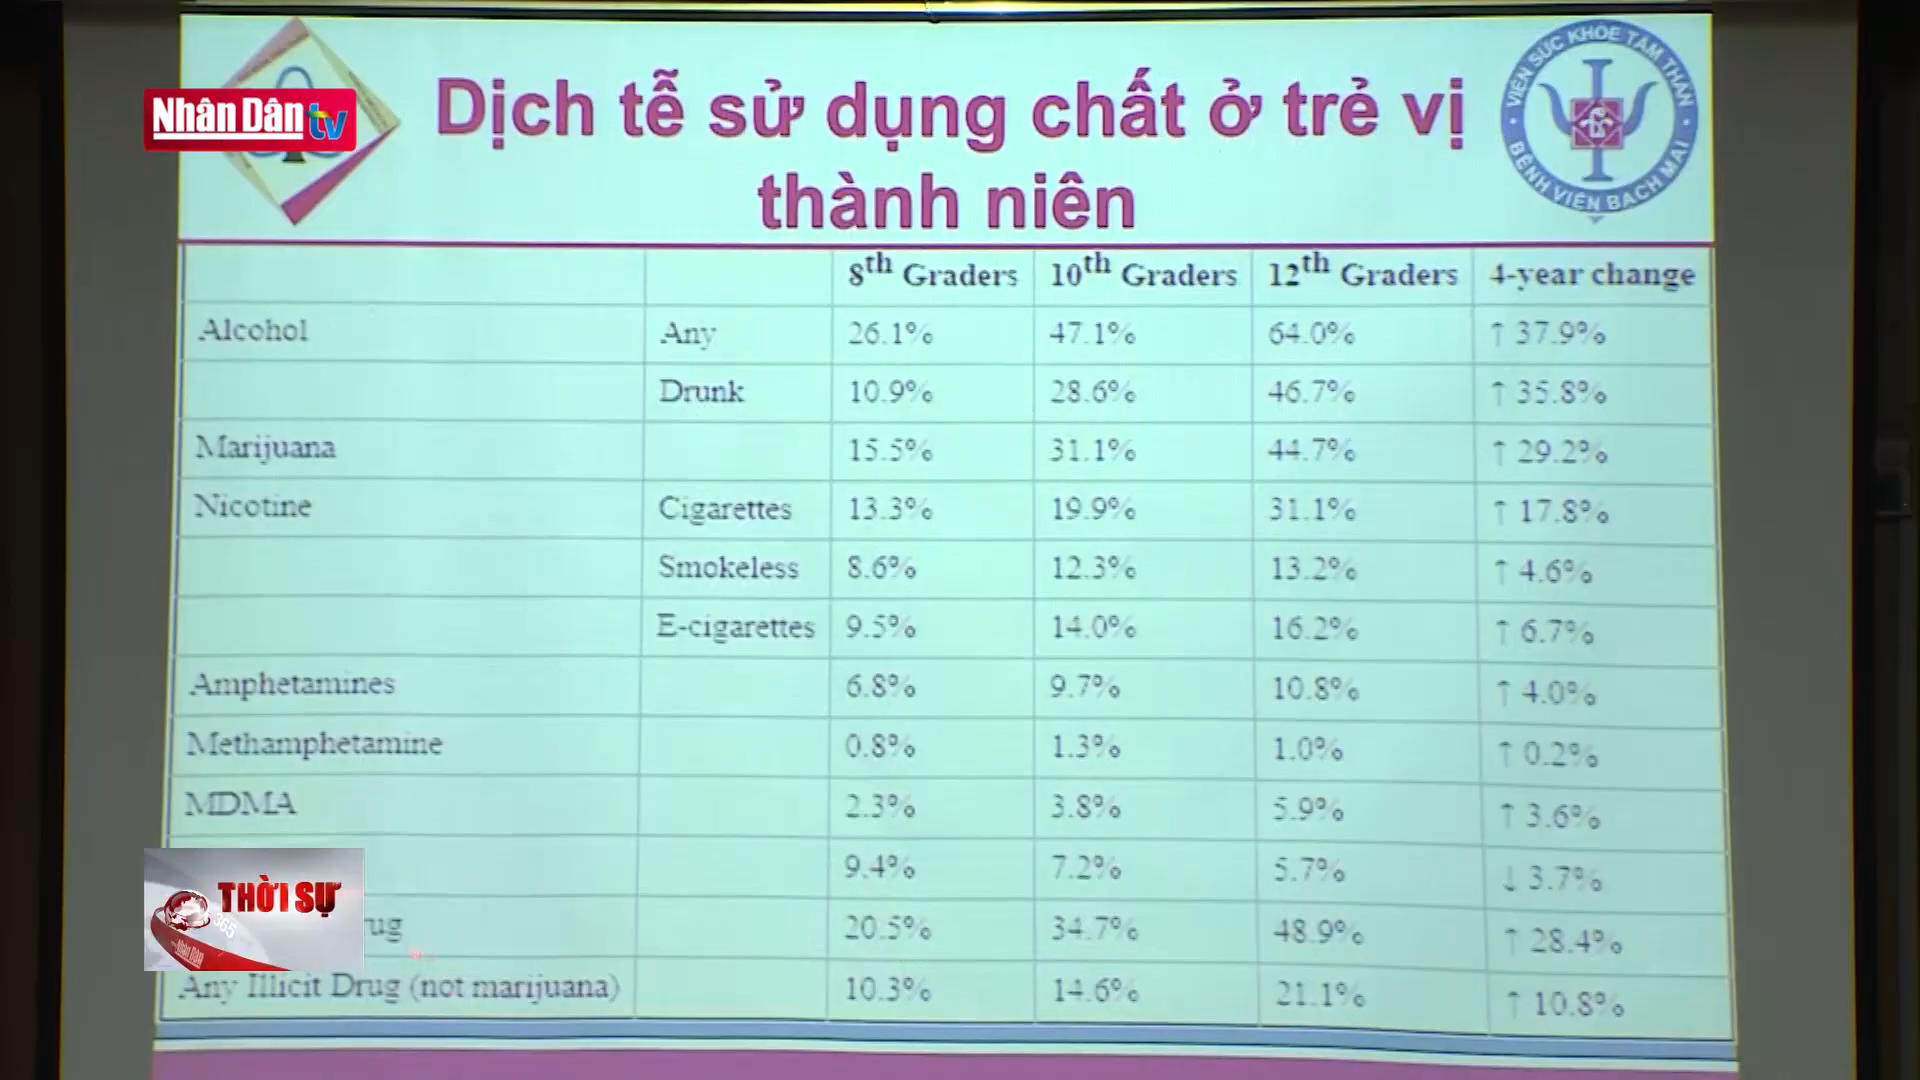 Nhân Dân tv
Dịch tễ sử dụng chất ở trẻ vị
thành niên
VIỆN SỨC KHỎE TÂM THẦN
BỆNH VIỆN BẠCH MAI
8th Graders 10th Graders 12th Graders 4-year change
Alcohol Any 26.1% 47.1% 64.0% ↑ 37.9%
Drunk 10.9% 28.6% 46.7% ↑ 35.8%
Marijuana 15.5% 31.1% 44.7% ↑ 29.2%
Nicotine Cigarettes 13.3% 19.9% 31.1% ↑ 17.8%
Smokeless 8.6% 12.3% 13.2% ↑ 4.6%
E-cigarettes 9.5% 14.0% 16.2% ↑ 6.7%
Amphetamines 6.8% 9.7% 10.8% ↑ 4.0%
Methamphetamine 0.8% 1.3% 1.0% ↑ 0.2%
MDMA 2.3% 3.8% 5.9% ↑ 3.6%
9.4% 7.2% 5.7% ↓ 3.7%
rug 20.5% 34.7% 48.9% ↑ 28.4%
Any Illicit Drug (not marijuana) 10.3% 14.6% 21.1% ↑ 10.8%
THỜI SỰ
365
Nhân Dân